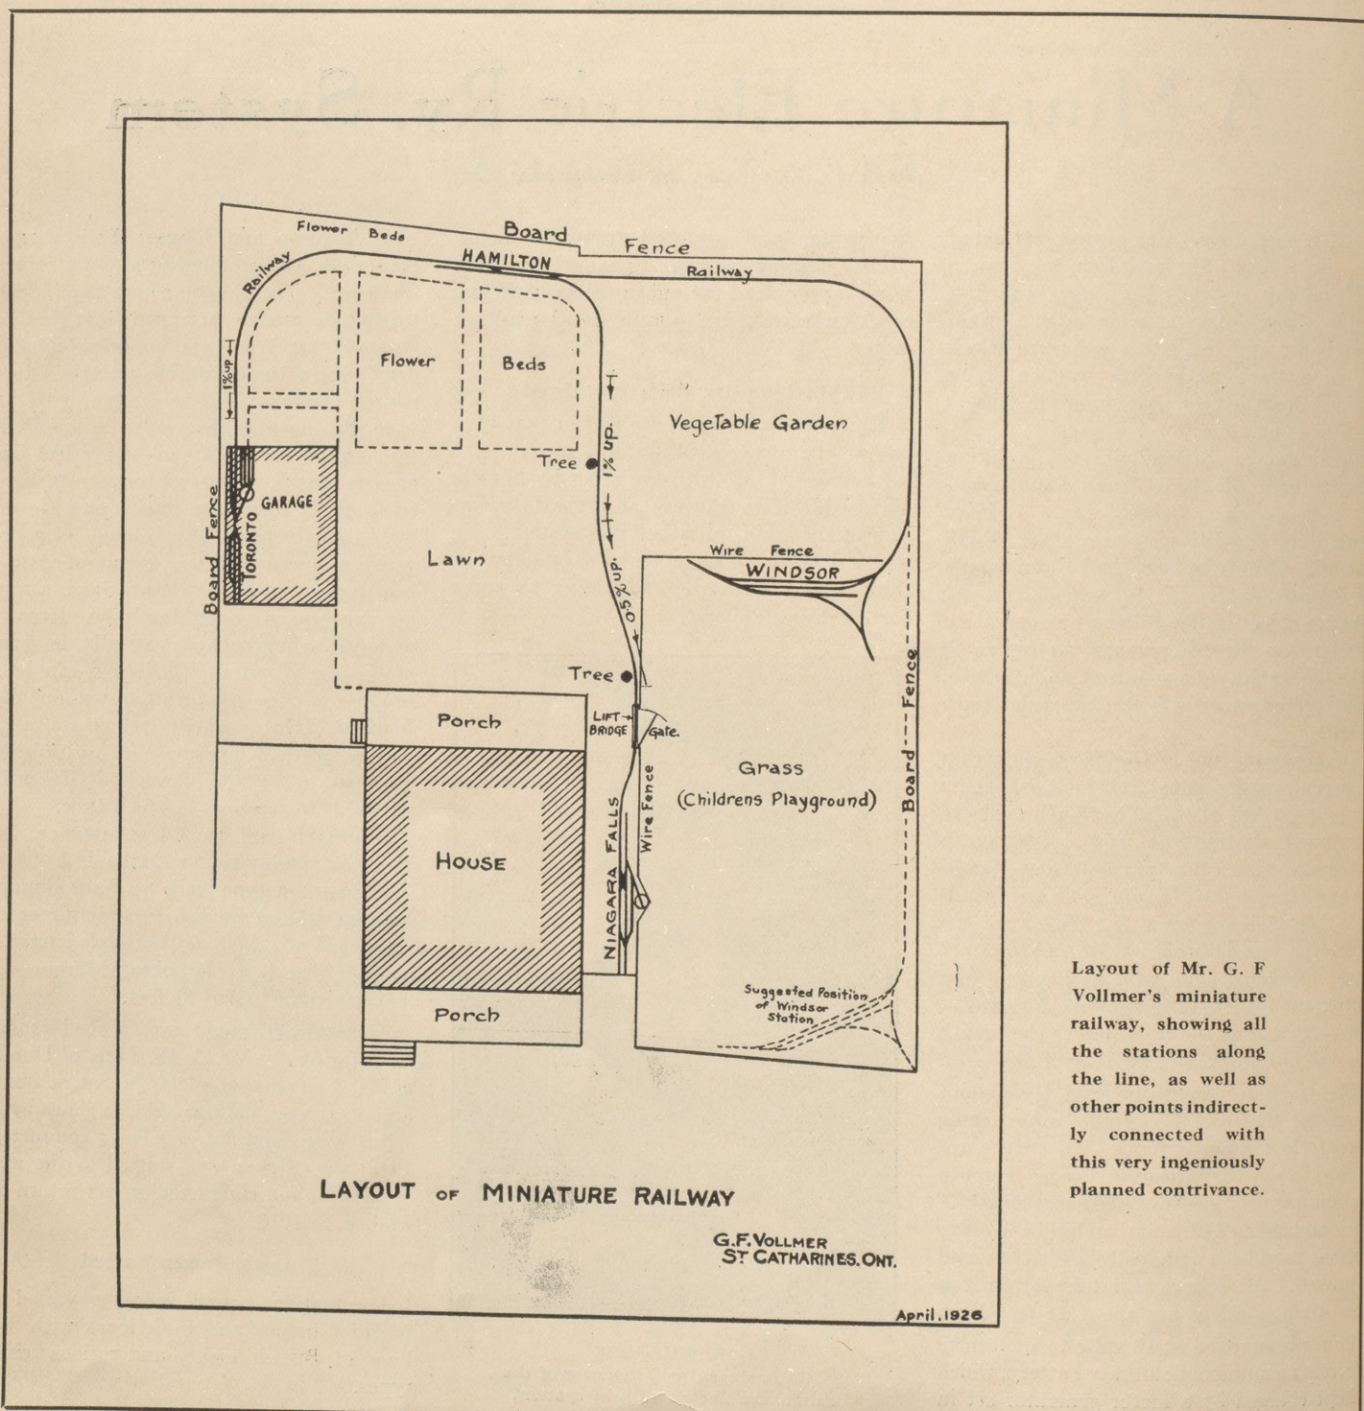 Flower Beds
Board
Fence
Railway
HAMILTON
Railway
1% up
Flower
Beds
1% up.
Vegetable Garden
Tree
Board Fence
GARAGE
TORONTO
Lawn
0.5% up.
Wire Fence
WINDSOR
Tree
Board Fence
Porch
LIFT
BRIDGE
Gate.
Grass
(Childrens Playground)
Wire Fence
HOUSE
NIAGARA FALLS
Suggested Position
of Windsor
Station
Porch
LAYOUT OF MINIATURE RAILWAY
G.F. VOLLMER
ST CATHARINES. ONT.
April. 1926
Layout of Mr. G. F
Vollmer's miniature
railway, showing all
the stations along
the line, as well as
other points indirect-
ly connected with
this very ingeniously
planned contrivance.